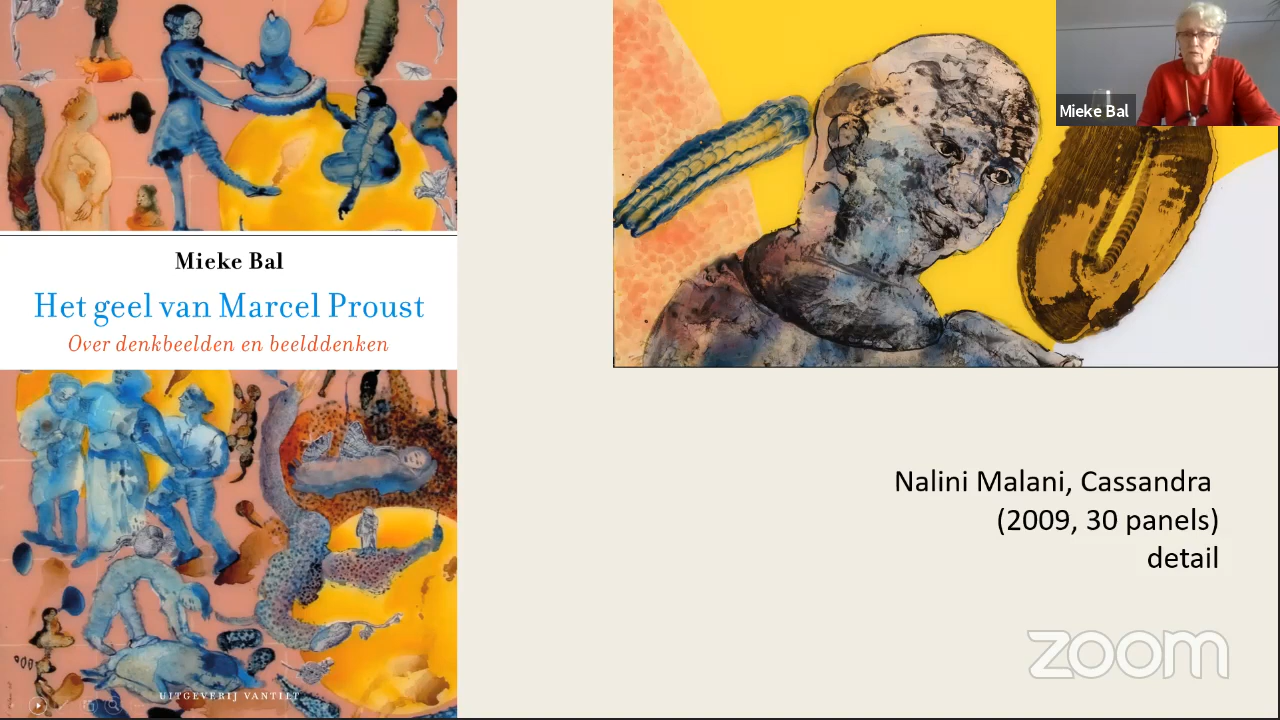 Mieke Bal
Het geel van Marcel Proust
Over denkbeelden en beelddenken
UITGEVERIJ VANTILT
Mieke Bal
Nalini Malani, Cassandra
(2009, 30 panels)
detail
zoom